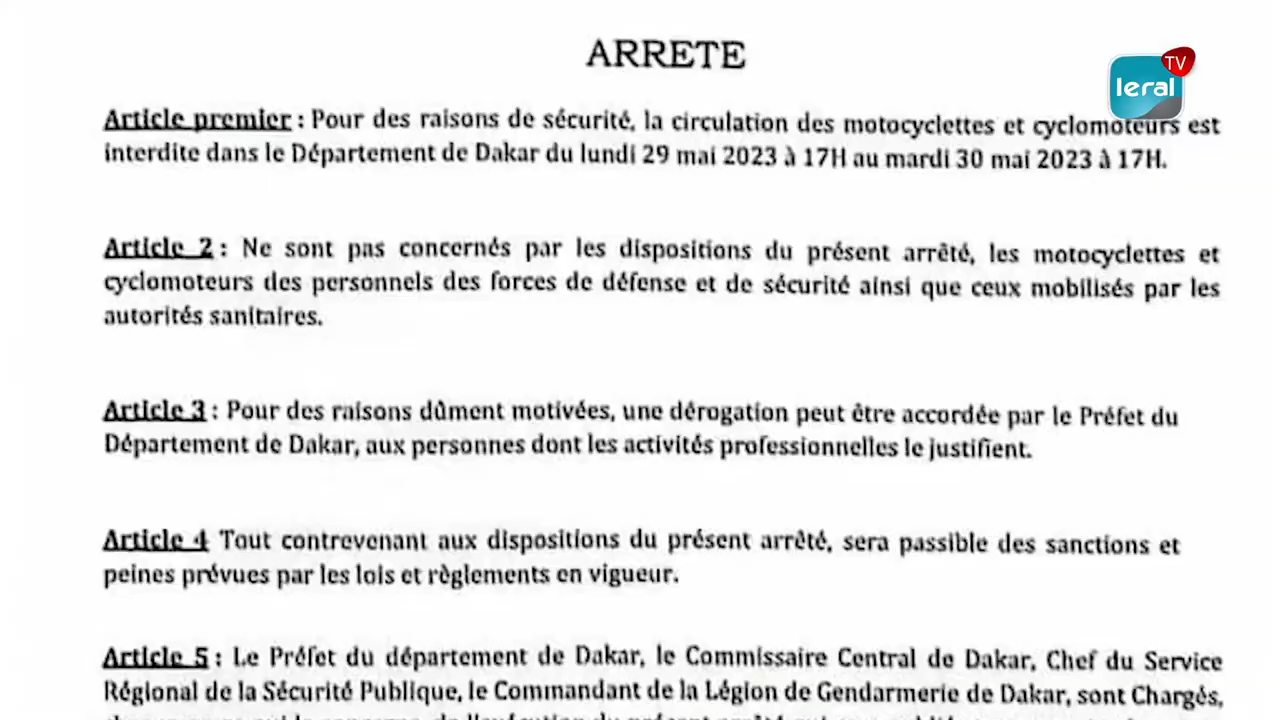 ARRETE
TV
leral
Article premier : Pour des raisons de sécurité, la circulation des motocyclettes et cyclomoteurs est
interdite dans le Département de Dakar du lundi 29 mai 2023 à 17H au mardi 30 mai 2023 à 17H.
Article 2 : Ne sont pas concernés par les dispositions du présent arrêté, les motocyclettes et
cyclomoteurs des personnels des forces de défense et de sécurité ainsi que ceux mobilisés par les
autorités sanitaires.
Article 3 : Pour des raisons dûment motivées, une dérogation peut être accordée par le Préfet du
Département de Dakar, aux personnes dont les activités professionnelles le justifient.
Article 4 Tout contrevenant aux dispositions du présent arrêté, sera passible des sanctions et
peines prévues par les lois et règlements en vigueur.
Article 5 : Le Préfet du département de Dakar, le Commissaire Central de Dakar, Chef du Service
Régional de la Sécurité Publique, le Commandant de la Légion de Gendarmerie de Dakar, sont Chargés,